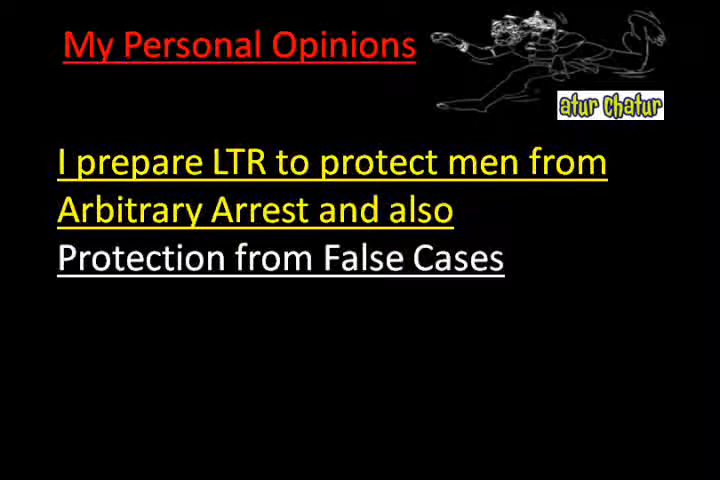 My Personal Opinions
atur chatur
I prepare LTR to protect men from
Arbitrary Arrest and also
Protection from False Cases